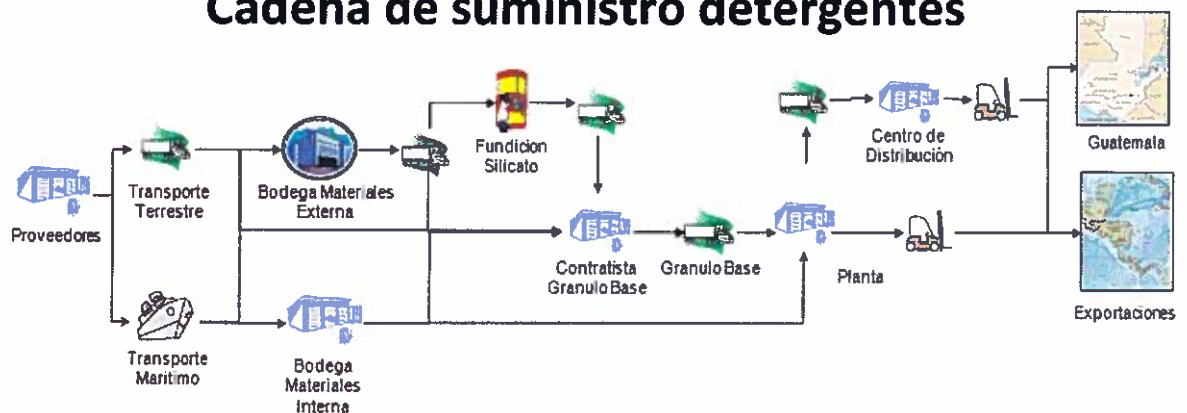 Cadena de suministro detergentes
Fundicion
Silicato
Centro de
Distribución
Guatemala
Proveedores
Transporte
Terrestre
Bodega Materiales
Externa
Contratista
Granulo Base
Granulo Base
Planta
Exportaciones
Transporte
Maritimo
Bodega
Materiales
Interna